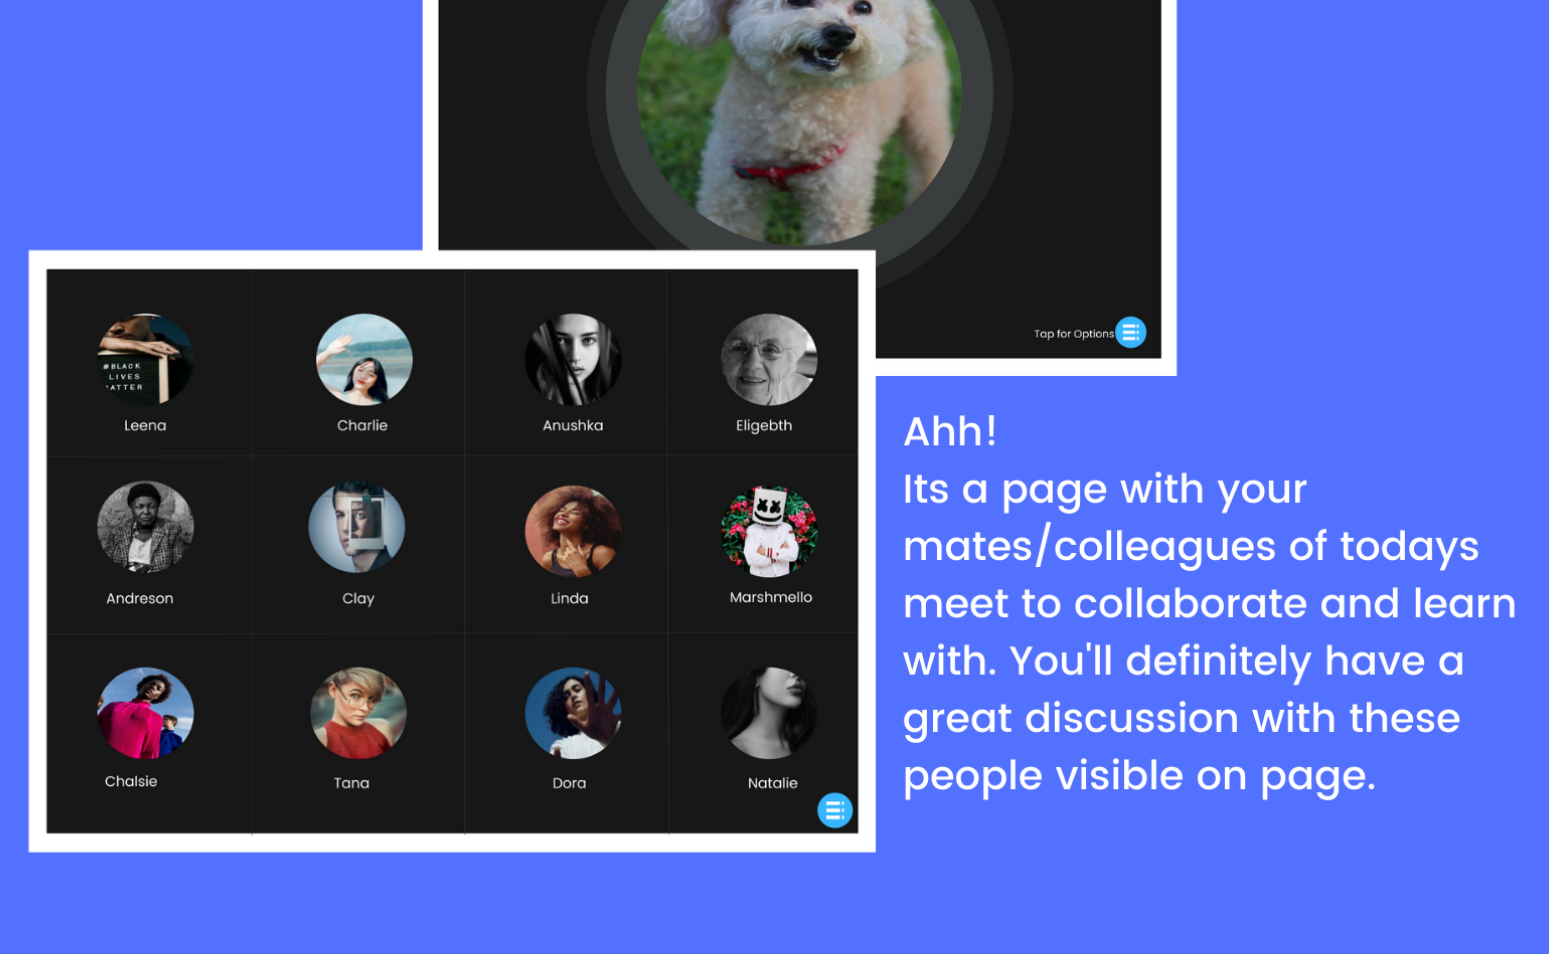 Tap for Options
#BLACK
LIVES
MATTER
Leena
Charlie
Anushka
Eligebth
Andreson
Clay
Linda
Marshmello
Chalsie
Tana
Dora
Natalie
Ahh!
Its a page with your
mates/colleagues of todays
meet to collaborate and learn
with. You'll definitely have a
great discussion with these
people visible on page.